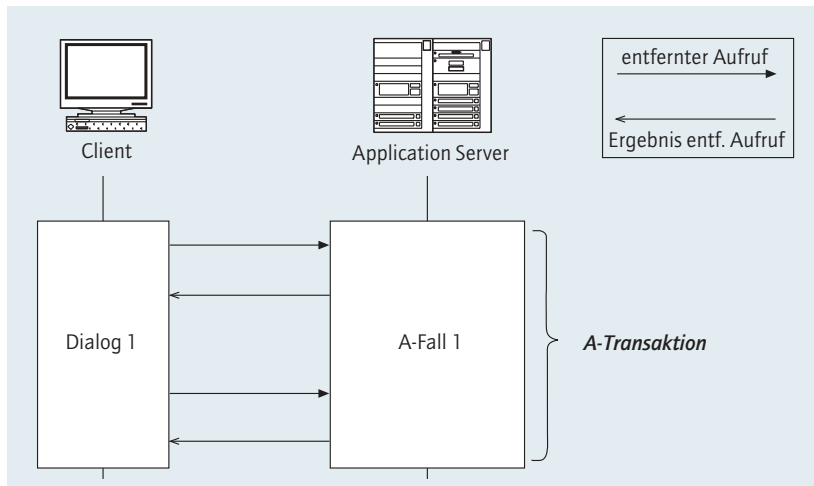 entfernter Aufruf
Ergebnis entf. Aufruf
Client
Application Server
Dialog 1
A-Fall 1
A-Transaktion